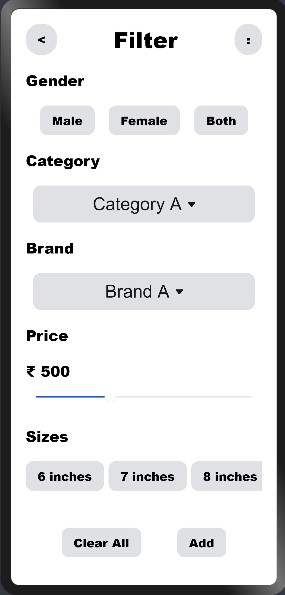 < Filter :
Gender
Male Female Both
Category
Category A
Brand
Brand A
Price
₹ 500
Sizes
6 inches 7 inches 8 inches
Clear All Add